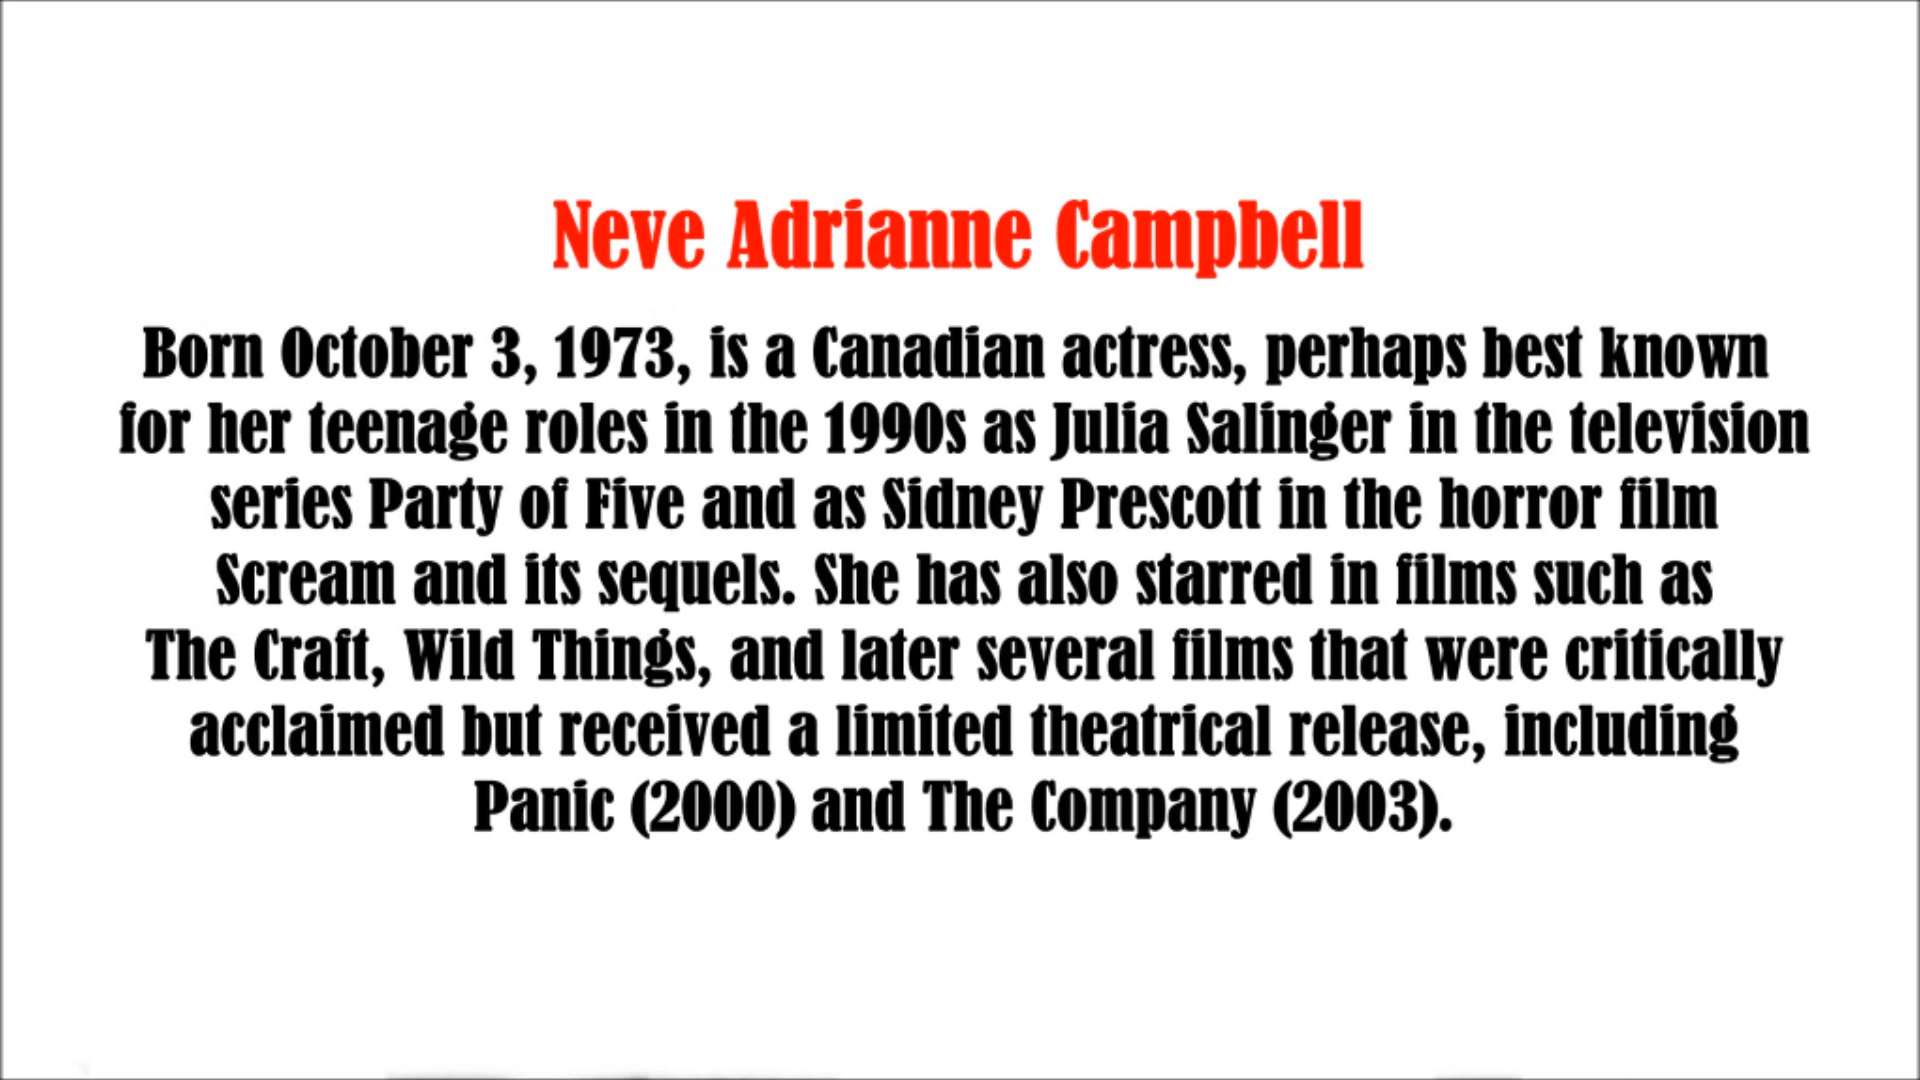 Neve Adrianne Campbell
Born October 3, 1973, is a Canadian actress, perhaps best known
for her teenage roles in the 1990s as Julia Salinger in the television
series Party of Five and as Sidney Prescott in the horror film
Scream and its sequels. She has also starred in films such as
The Craft, Wild Things, and later several films that were critically
acclaimed but received a limited theatrical release, including
Panic (2000) and The Company (2003).